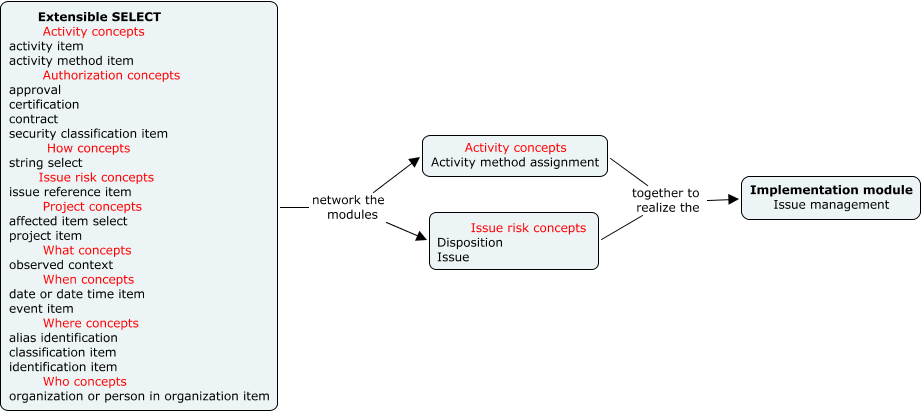 Extensible SELECT
Activity concepts
activity item
activity method item
Authorization concepts
approval
certification
contract
security classification item
How concepts
string select
Issue risk concepts
issue reference item
Project concepts
affected item select
project item
What concepts
observed context
When concepts
date or date time item
event item
Where concepts
alias identification
classification item
identification item
Who concepts
organization or person in organization item
network the
modules
Activity concepts
Activity method assignment
Issue risk concepts
Disposition
Issue
together to
realize the
Implementation module
Issue management